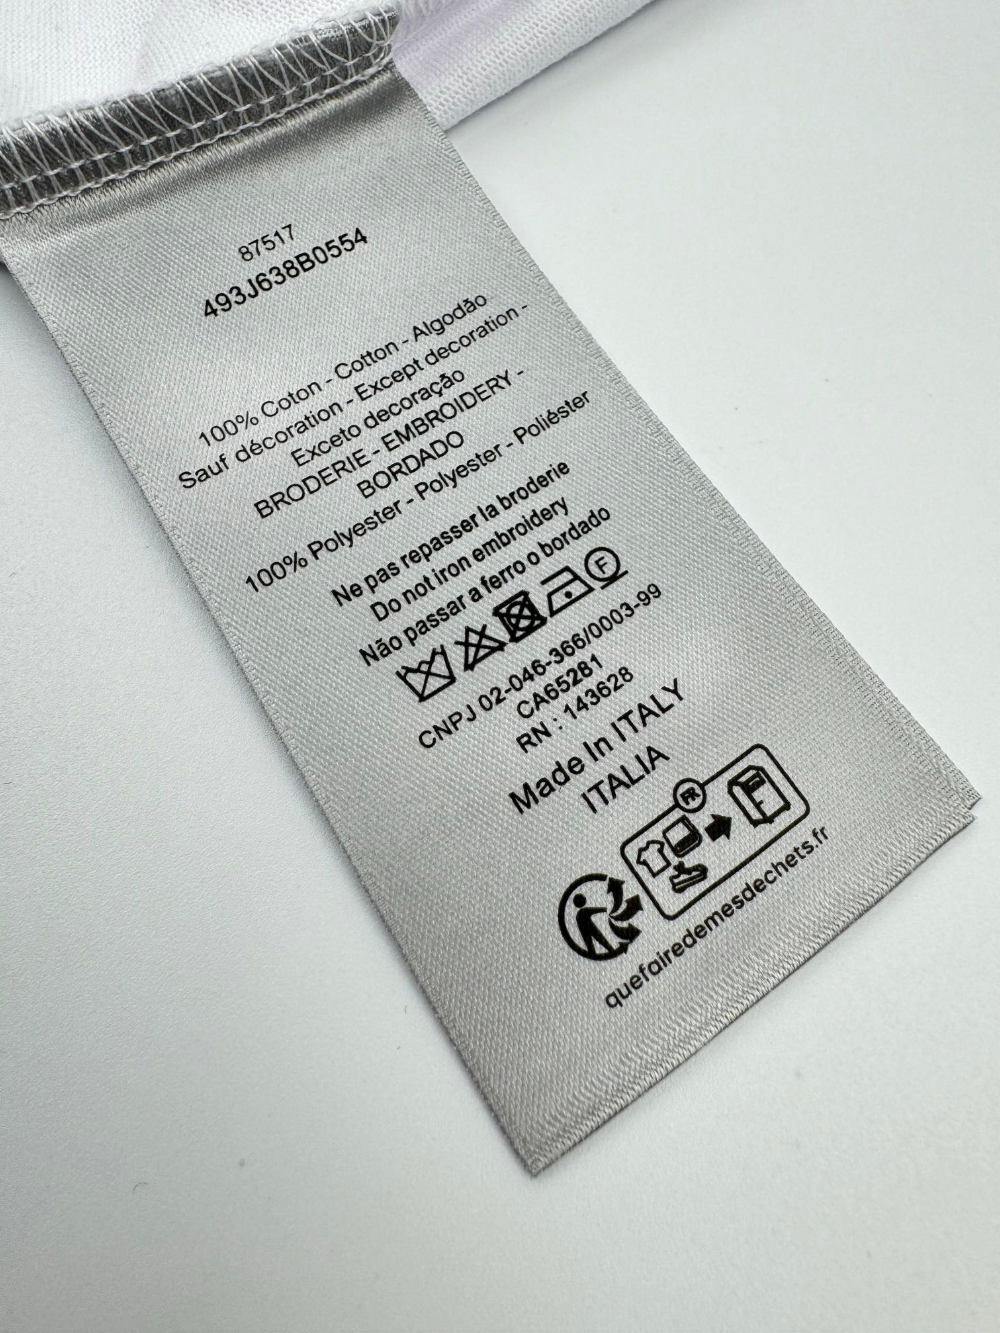 87517
493J638B0554
100% Coton - Cotton - Algodão
Sauf décoration - Except decoration -
Exceto decoração
BRODERIE - EMBROIDERY -
BORDADO
100% Polyester - Polyester - Poliéster
Ne pas repasser la broderie
Do not iron embroidery
Não passar a ferro o bordado
F
CNPJ 02-046-366/0003-99
CA65281
RN : 143628
Made In ITALY
ITALIA
FR
quefairedemesdechets.fr